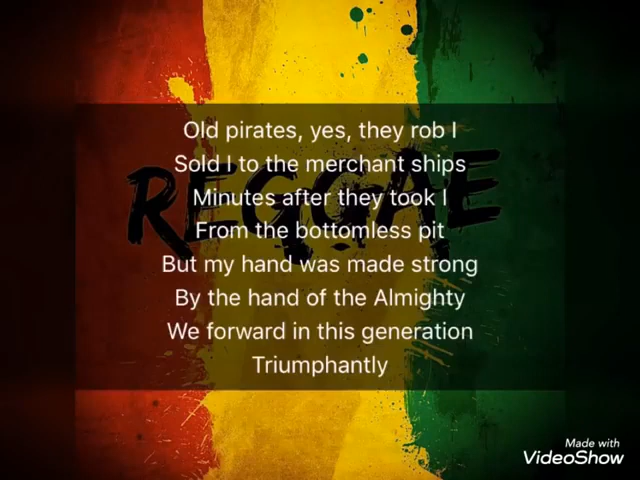 Old pirates, yes, they rob I
Sold I to the merchant ships
Minutes after they took I
From the bottomless pit
But my hand was made strong
By the hand of the Almighty
We forward in this generation
Triumphantly
REGGAE
Made with
VideoShow